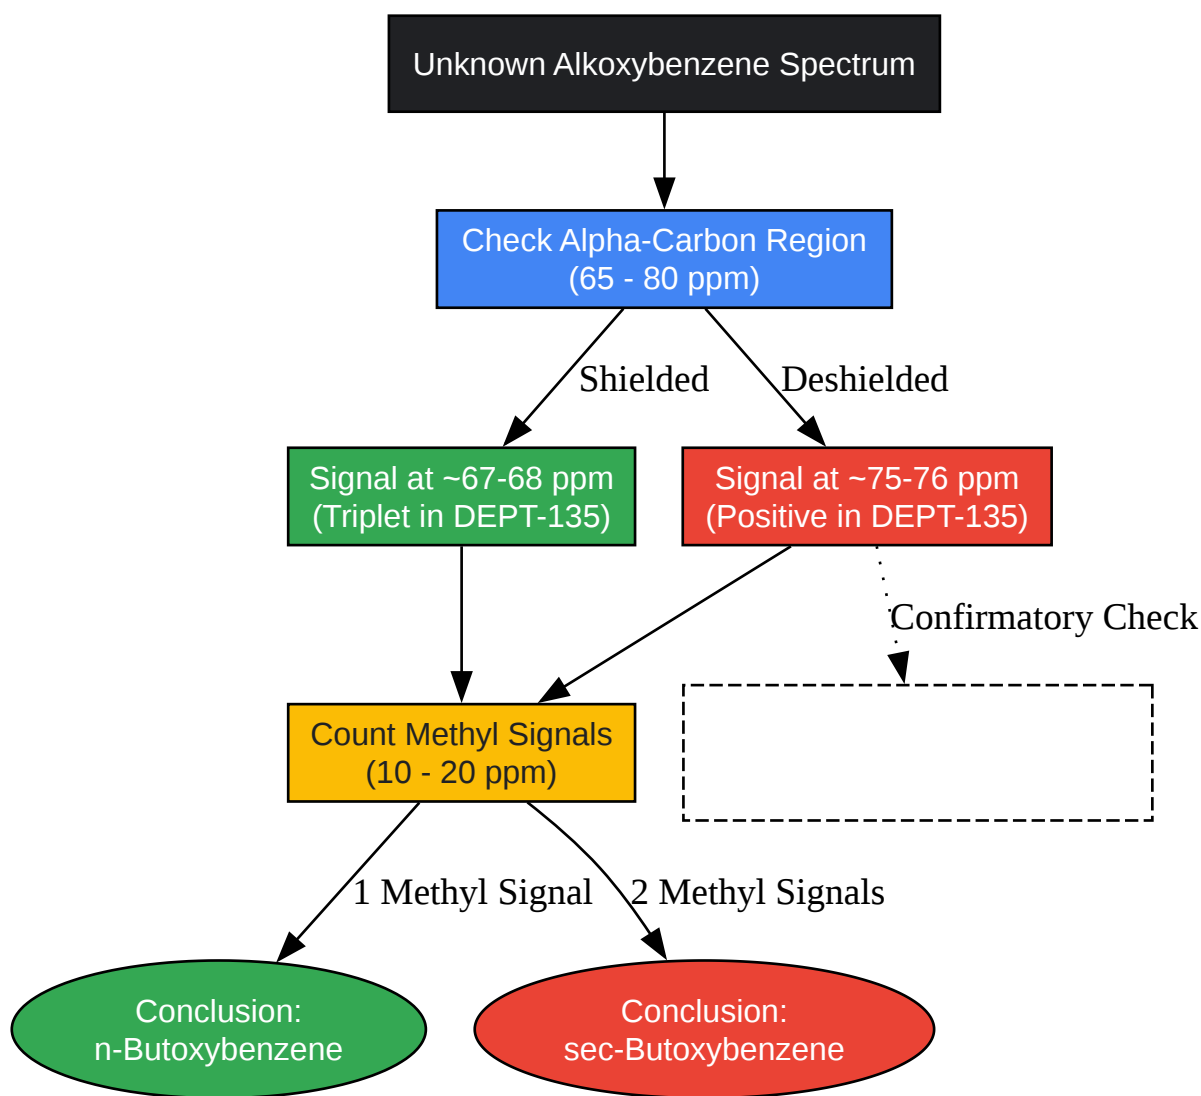 Unknown Alkoxybenzene Spectrum
Check Alpha-Carbon Region
(65 - 80 ppm)
Shielded
Deshielded
Signal at ~67-68 ppm
(Triplet in DEPT-135)
Signal at ~75-76 ppm
(Positive in DEPT-135)
Confirmatory Check
Count Methyl Signals
(10 - 20 ppm)
1 Methyl Signal
2 Methyl Signals
Conclusion:
n-Butoxybenzene
Conclusion:
sec-Butoxybenzene